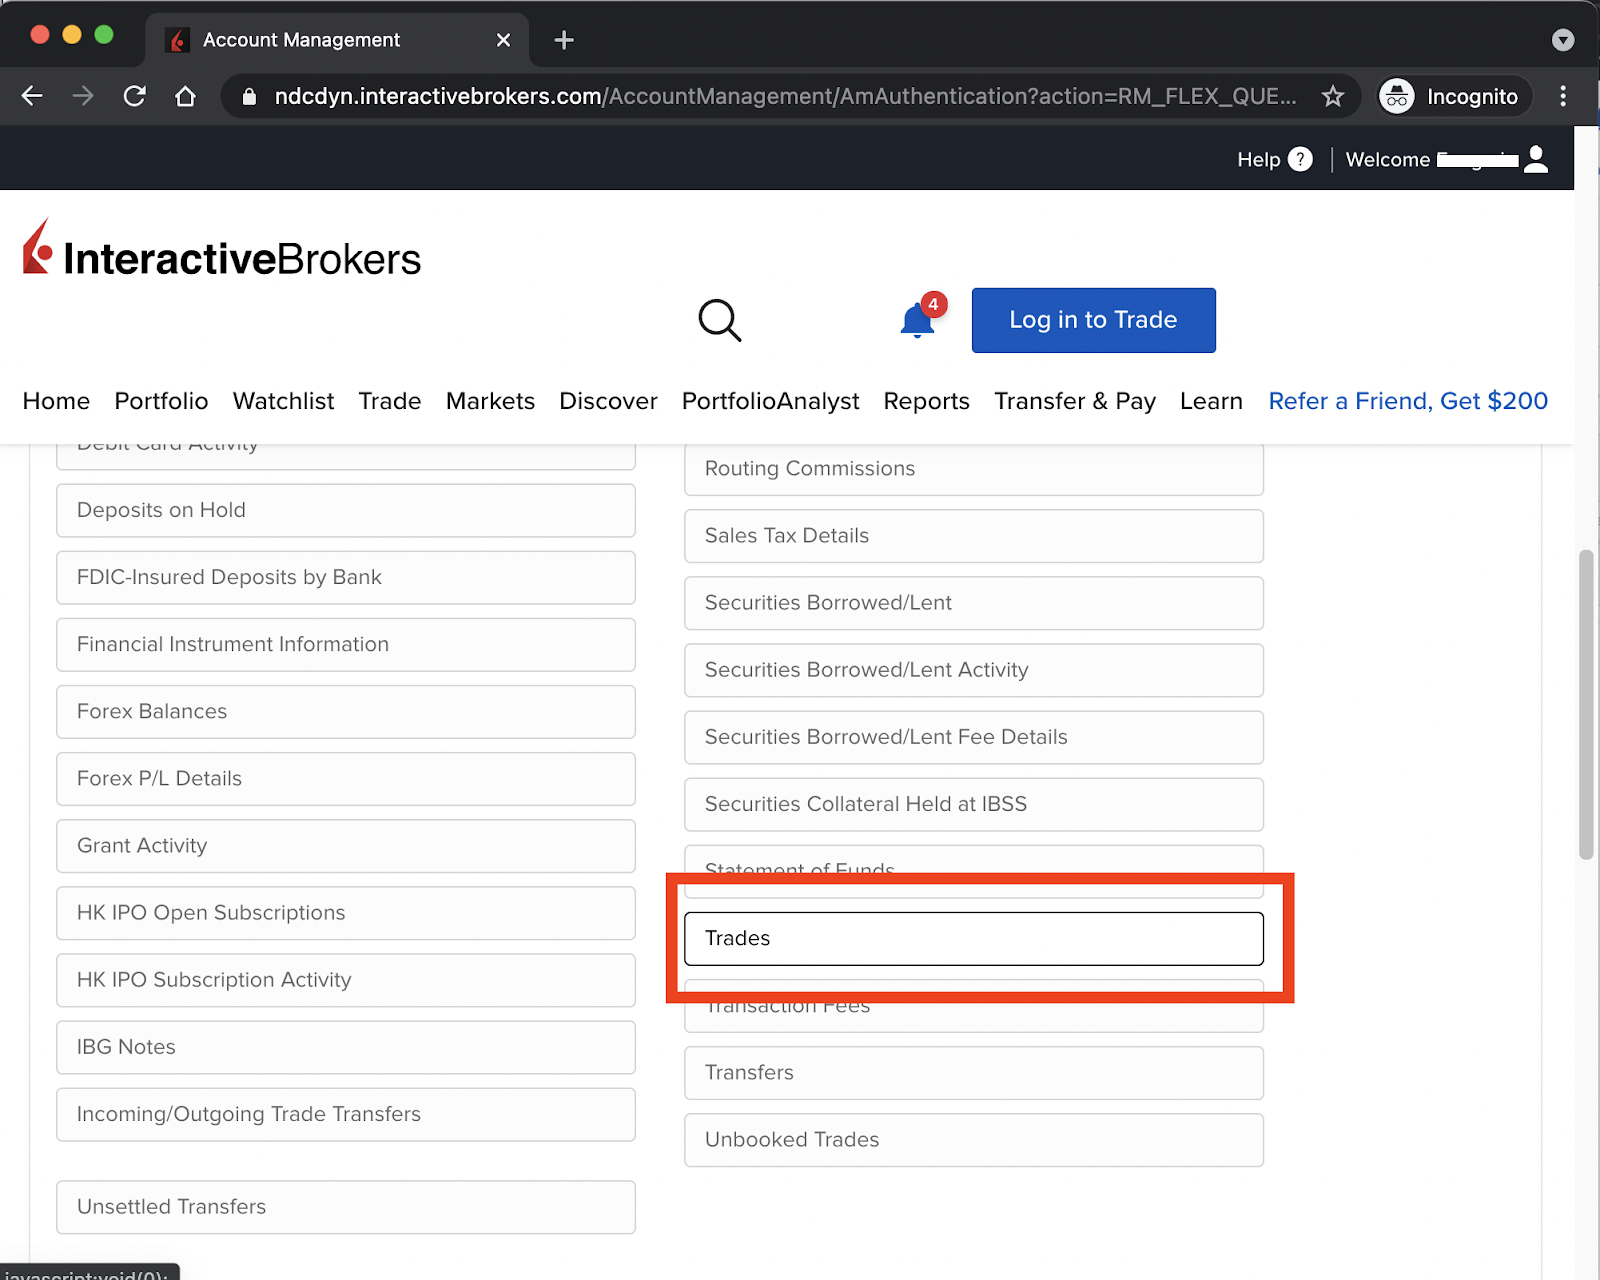 Account Management
ndcdyn.interactivebrokers.com/AccountManagement/AmAuthentication?action=RM_FLEX_QUE...
Incognito
Help ?
Welcome
InteractiveBrokers
4
Log in to Trade
Home Portfolio Watchlist Trade Markets Discover PortfolioAnalyst Reports Transfer & Pay Learn Refer a Friend, Get $200
Debit Card Activity
Deposits on Hold
FDIC-Insured Deposits by Bank
Financial Instrument Information
Forex Balances
Forex P/L Details
Grant Activity
HK IPO Open Subscriptions
HK IPO Subscription Activity
IBG Notes
Incoming/Outgoing Trade Transfers
Unsettled Transfers
Routing Commissions
Sales Tax Details
Securities Borrowed/Lent
Securities Borrowed/Lent Activity
Securities Borrowed/Lent Fee Details
Securities Collateral Held at IBSS
Statement of Funds
Trades
Transaction Fees
Transfers
Unbooked Trades
javascript:void(0);